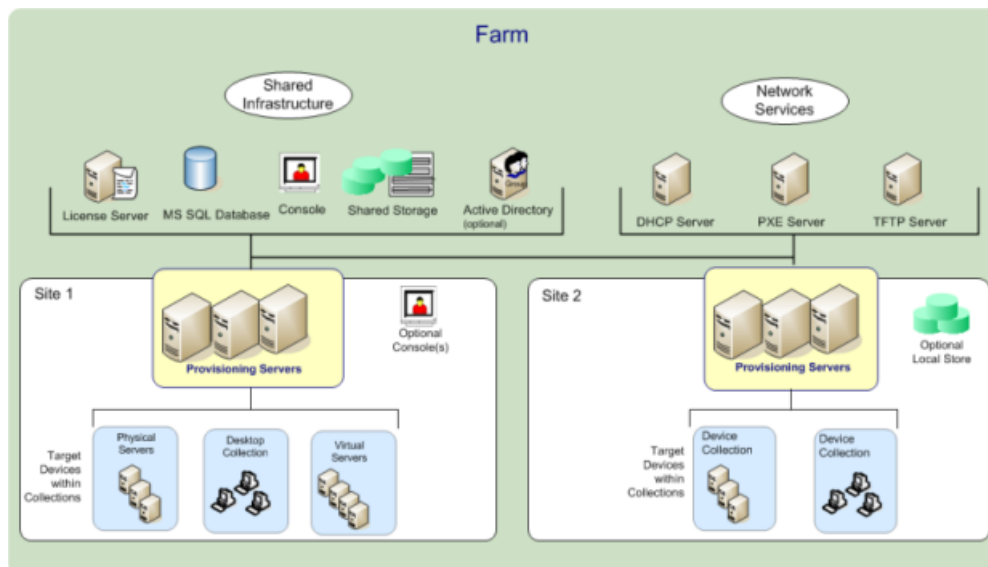 Farm
Shared
Infrastructure
Network
Services
License Server
MS SQL Database
Console
Shared Storage
Group
Active Directory
(optional)
DHCP Server
PXE Server
TFTP Server
Site 1
Provisioning Servers
Optional
Console(s)
Target
Devices
within
Collections
Physical
Servers
Desktop
Collection
Virtual
Servers
Site 2
Provisioning Servers
Optional
Local Store
Target
Devices
within
Collections
Device
Collection
Device
Collection